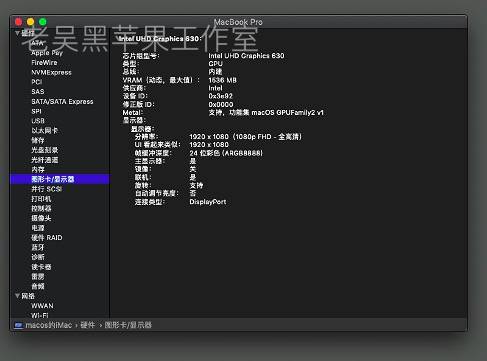 MacBook Pro
老吴黑苹果工作室
硬件
ATA
Apple Pay
FireWire
NVMExpress
PCI
SAS
SATA/SATA Express
SPI
USB
以太网卡
储存
光盘刻录
光纤通道
内存
图形卡/显示器
并行 SCSI
打印机
控制器
摄像头
电源
硬件 RAID
蓝牙
诊断
读卡器
雷雳
音频
网络
WWAN
Wi-Fi
Intel UHD Graphics 630:
芯片组型号: Intel UHD Graphics 630
类型: GPU
总线: 内建
VRAM（动态，最大值）: 1536 MB
供应商: Intel
设备 ID: 0x3e92
修正版 ID: 0x0000
Metal: 支持，功能集 macOS GPUFamily2 v1
显示器:
显示器:
分辨率: 1920 x 1080（1080p FHD - 全高清）
UI 看起来类似: 1920 x 1080
帧缓冲深度: 24 位彩色 (ARGB8888)
主显示器: 是
镜像: 关
联机: 是
旋转: 支持
自动调节亮度: 否
连接类型: DisplayPort
macos的iMac › 硬件 › 图形卡/显示器